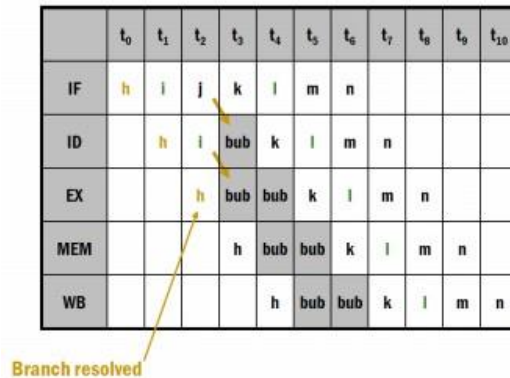 t0 t1 t2 t3 t4 t5 t6 t7 t8 t9 t10
IF h i j k l m n
ID h i bub k l m n
EX h bub bub k l m n
MEM h bub bub k l m n
WB h bub bub k l m n
Branch resolved